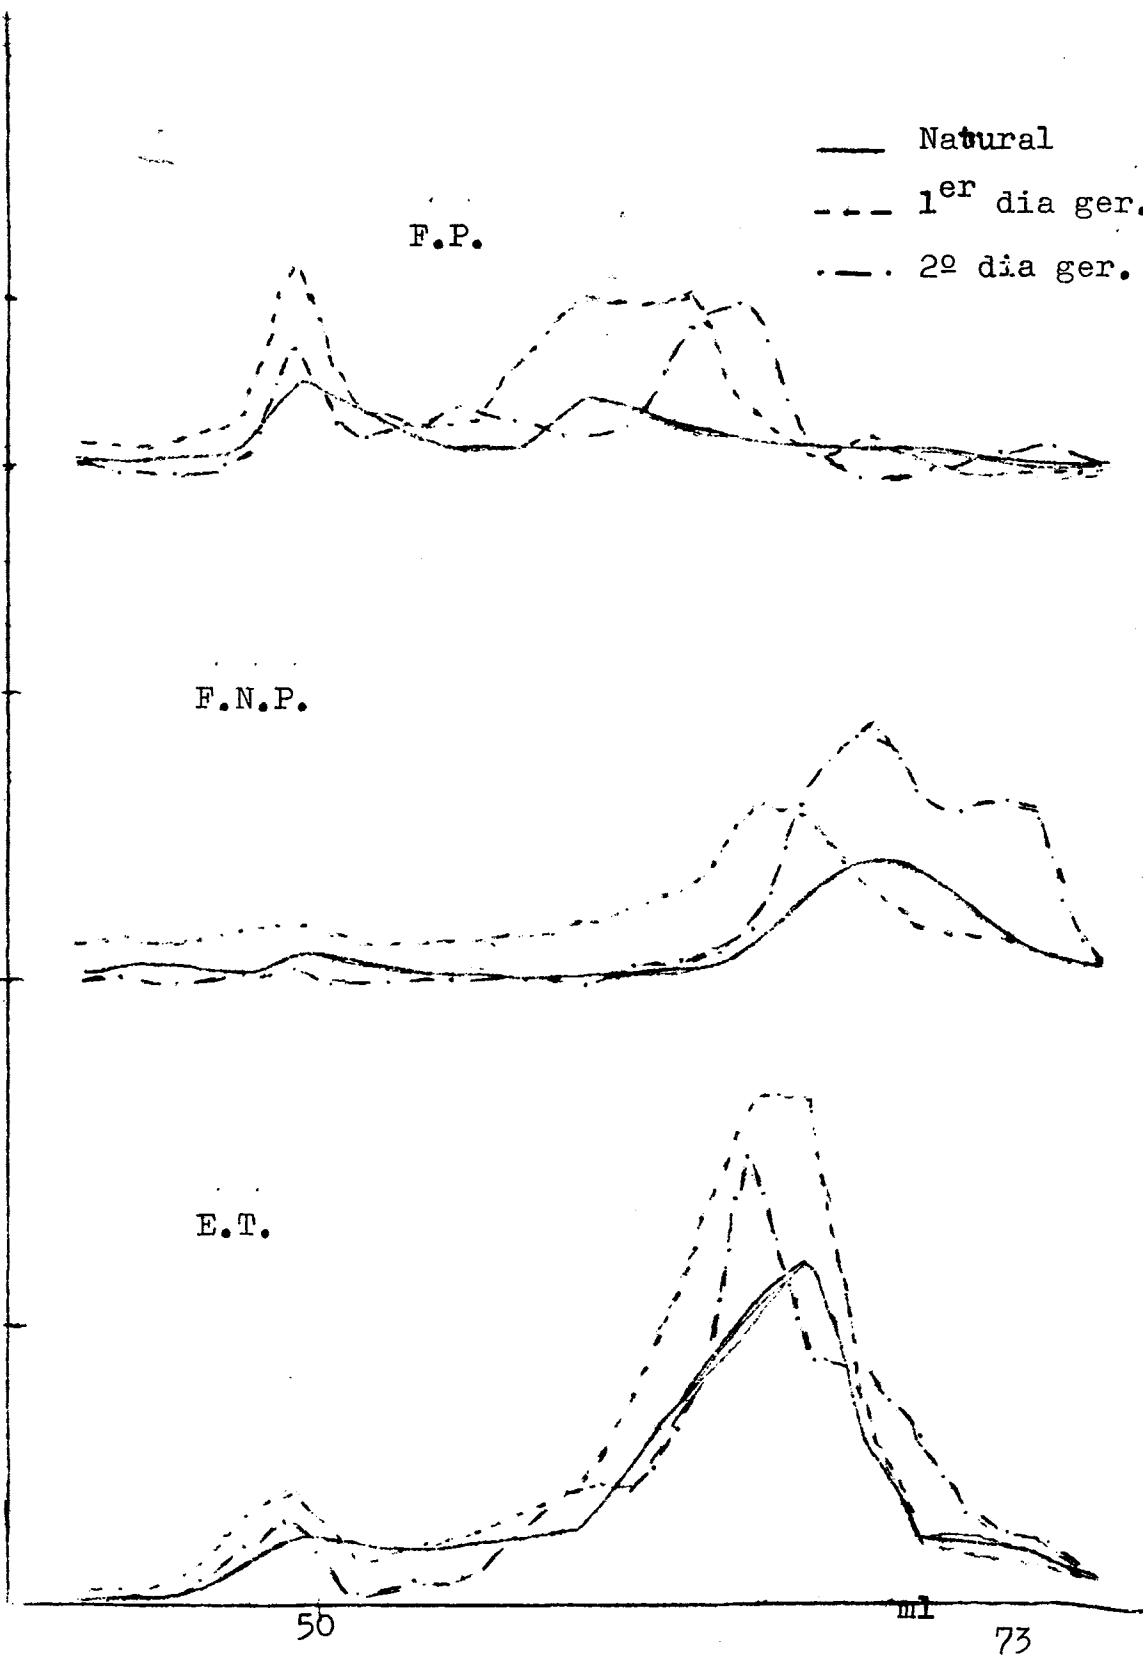 Natural
1er dia ger.
F.P.
2º dia ger.
F.N.P.
E.T.
50
ml
73